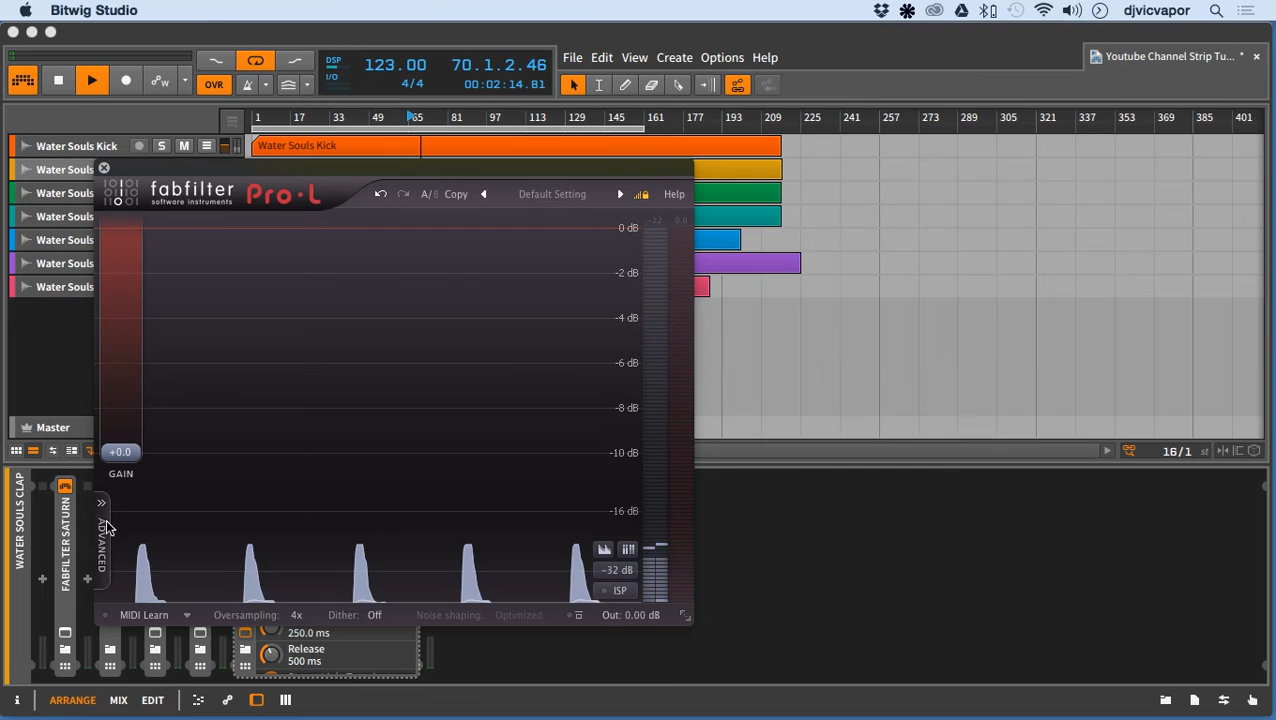 Bitwig Studio
djvicvapor
OVR
DSP
I/O
123.00
4/4
70.1.2.46
00:02:14.81
File Edit View Create Options Help
Youtube Channel Strip Tu... *
1 17 33 49 65 81 97 113 129 145 161 177 193 209 225 241 257 273 289 305 321 337 353 369 385 401
Water Souls Kick S M
Water Souls Kick
Water Souls
Water Souls
Water Souls
Water Souls
Water Souls
Water Souls
fabfilter
software instruments
Pro·L
A/B Copy
Default Setting
Help
-22 0.0
0 dB
-2 dB
-4 dB
-6 dB
-8 dB
-10 dB
-16 dB
+0.0
GAIN
ADVANCED
-32 dB
ISP
MIDI Learn
Oversampling: 4x
Dither: Off
Noise shaping: Optimized
Out: 0.00 dB
Master
16/1 st
WATER SOULS CLAP
FABFILTER SATURN
250.0 ms
Release
500 ms
ARRANGE MIX EDIT